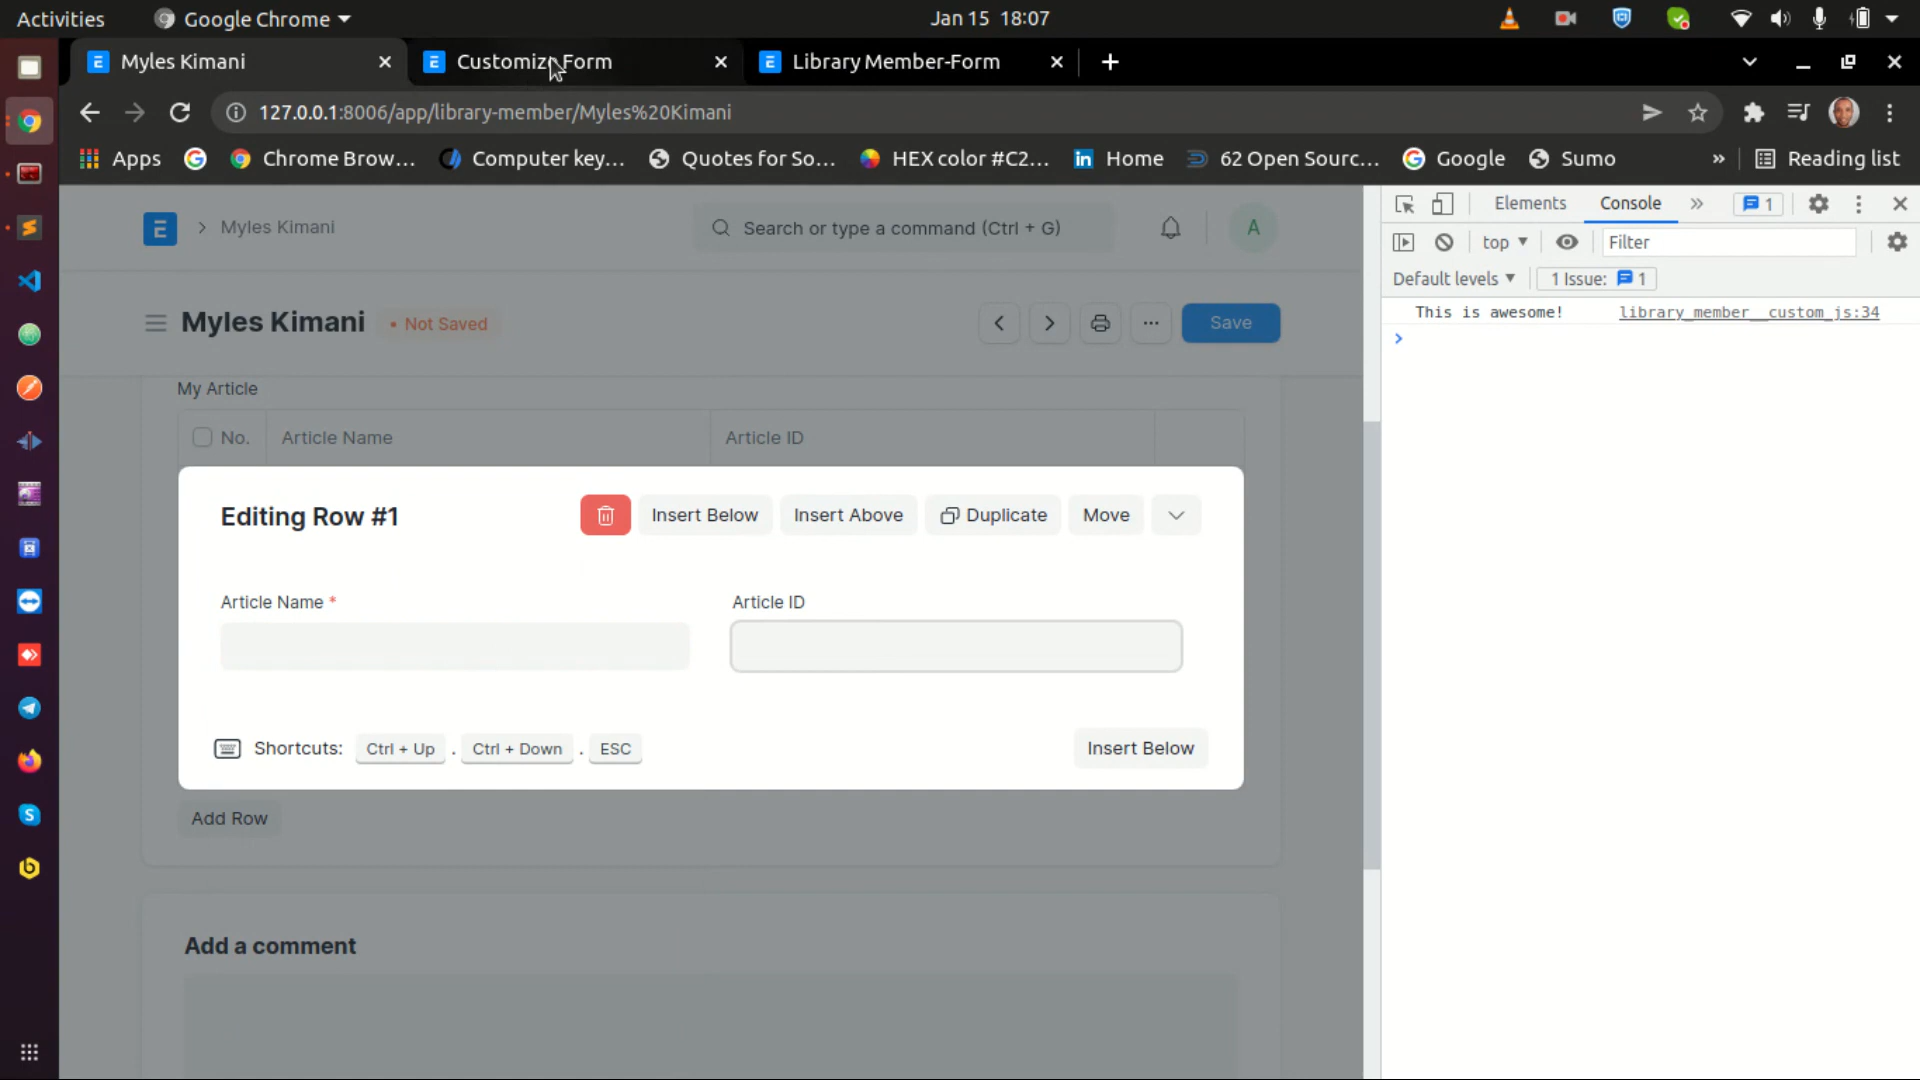 Activities
Google Chrome
Jan 15 18:07
Myles Kimani
Customize Form
Library Member-Form
127.0.0.1:8006/app/library-member/Myles%20Kimani
Apps
Chrome Brow...
Computer key...
Quotes for So...
HEX color #C2...
Home
62 Open Sourc...
Google
Sumo
»
Reading list
E
Myles Kimani
Search or type a command (Ctrl + G)
A
Myles Kimani
• Not Saved
Save
My Article
No.
Article Name
Article ID
Editing Row #1
Insert Below
Insert Above
Duplicate
Move
Article Name *
Article ID
Shortcuts:
Ctrl + Up
.
Ctrl + Down
.
ESC
Insert Below
Add Row
Add a comment
Elements
Console
»
1
top
Filter
Default levels
1 Issue:
1
This is awesome!
library_member__custom_js:34